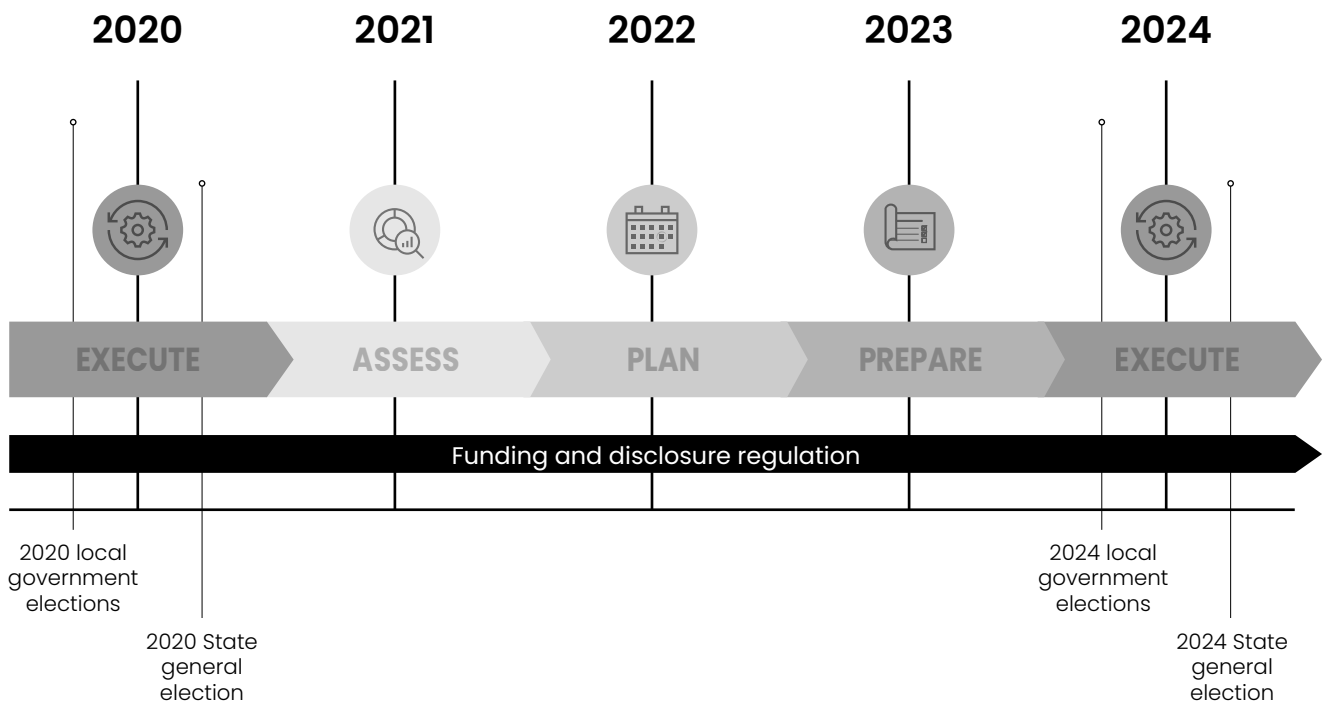 2020
2021
2022
2023
2024
EXECUTE
ASSESS
PLAN
PREPARE
EXECUTE
Funding and disclosure regulation
2020 local
government
elections
2020 State
general
election
2024 local
government
elections
2024 State
general
election